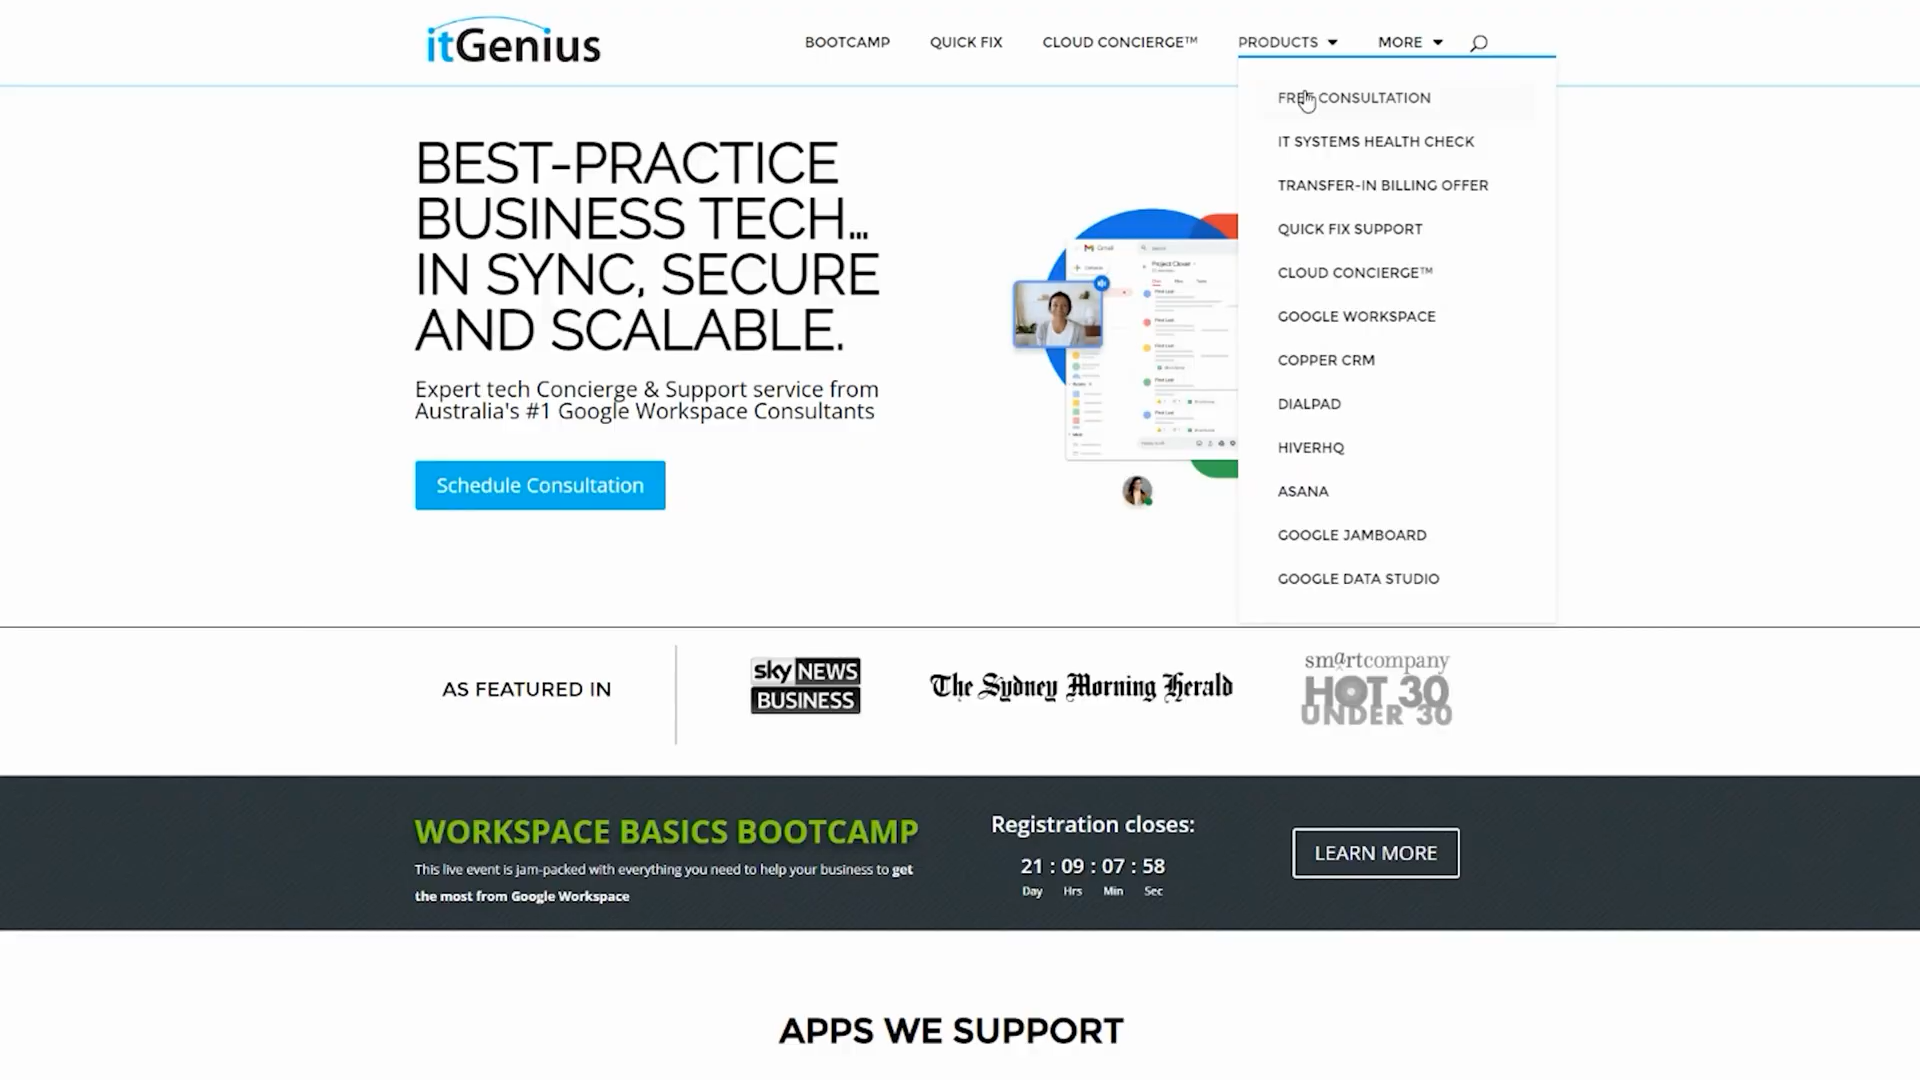 itGenius
BOOTCAMP
QUICK FIX
CLOUD CONCIERGE™
PRODUCTS
MORE
FREE CONSULTATION
IT SYSTEMS HEALTH CHECK
TRANSFER-IN BILLING OFFER
QUICK FIX SUPPORT
CLOUD CONCIERGE™
GOOGLE WORKSPACE
COPPER CRM
DIALPAD
HIVERHQ
ASANA
GOOGLE JAMBOARD
GOOGLE DATA STUDIO
BEST-PRACTICE
BUSINESS TECH...
IN SYNC, SECURE
AND SCALABLE.
Expert tech Concierge & Support service from
Australia's #1 Google Workspace Consultants
Schedule Consultation
Gmail
Project Clover
AS FEATURED IN
sky NEWS
BUSINESS
The Sydney Morning Herald
smartcompany
HOT 30
UNDER 30
WORKSPACE BASICS BOOTCAMP
This live event is jam-packed with everything you need to help your business to get
the most from Google Workspace
Registration closes:
21 : 09 : 07 : 58
Day Hrs Min Sec
LEARN MORE
APPS WE SUPPORT